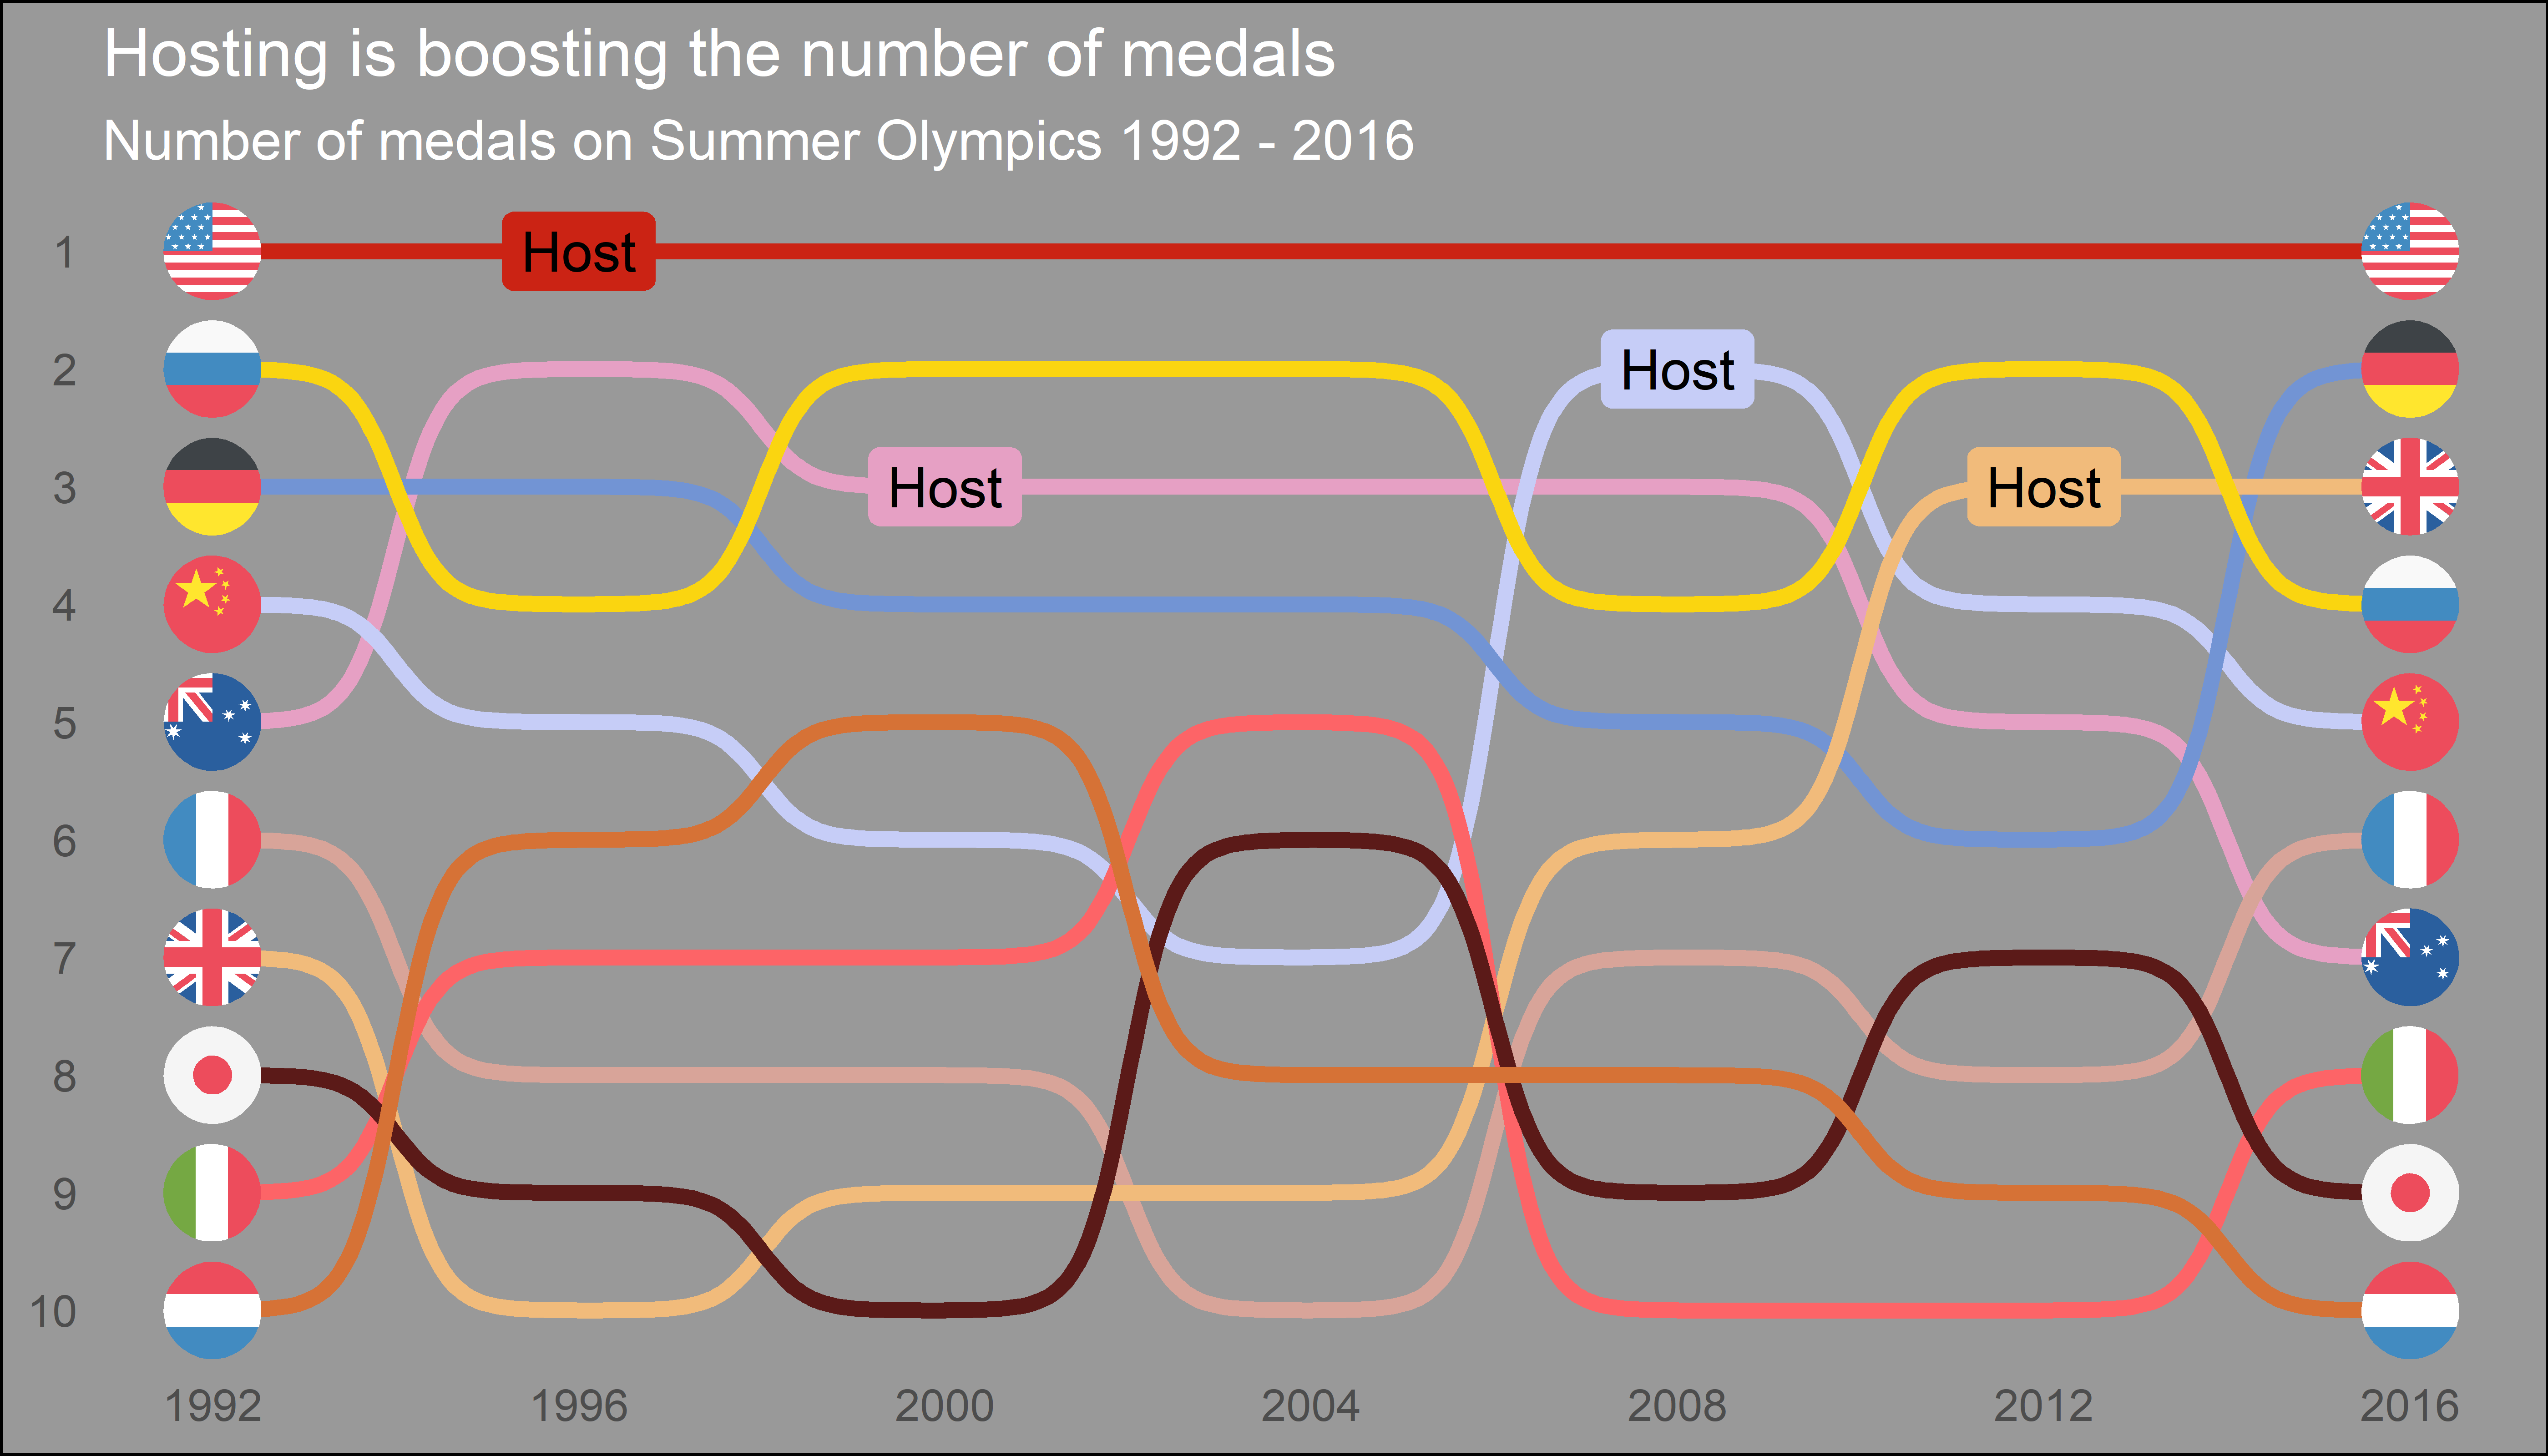 Hosting is boosting the number of medals
Number of medals on Summer Olympics 1992 - 2016
1
Host
2
Host
3
Host
Host
4
5
6
7
8
9
10
1992 1996 2000 2004 2008 2012 2016